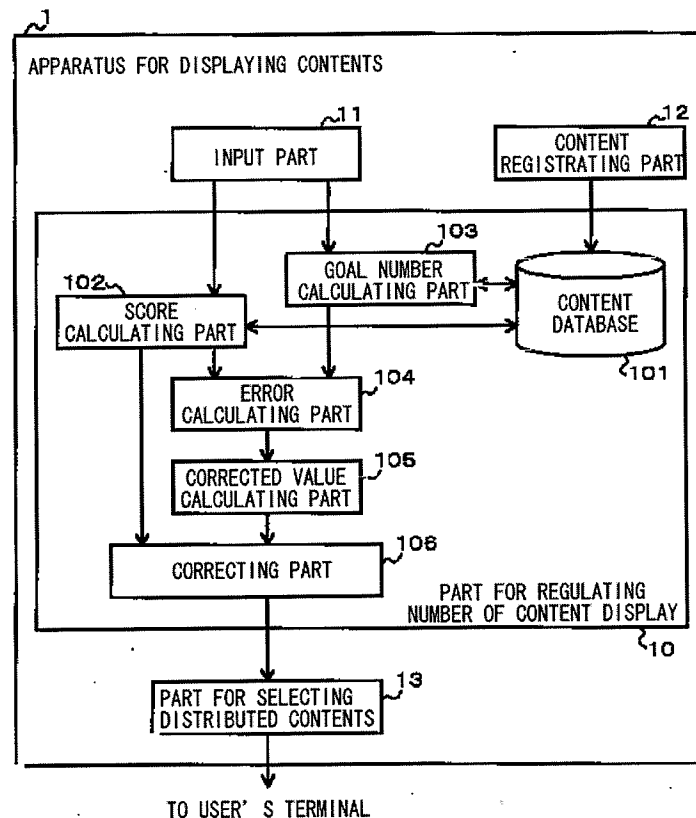 1
APPARATUS FOR DISPLAYING CONTENTS
11
INPUT PART
12
CONTENT
REGISTRATING PART
103
GOAL NUMBER
CALCULATING PART
102
SCORE
CALCULATING PART
CONTENT
DATABASE
101
104
ERROR
CALCULATING PART
105
CORRECTED VALUE
CALCULATING PART
106
CORRECTING PART
PART FOR REGULATING
NUMBER OF CONTENT DISPLAY
10
13
PART FOR SELECTING
DISTRIBUTED CONTENTS
TO USER' S TERMINAL